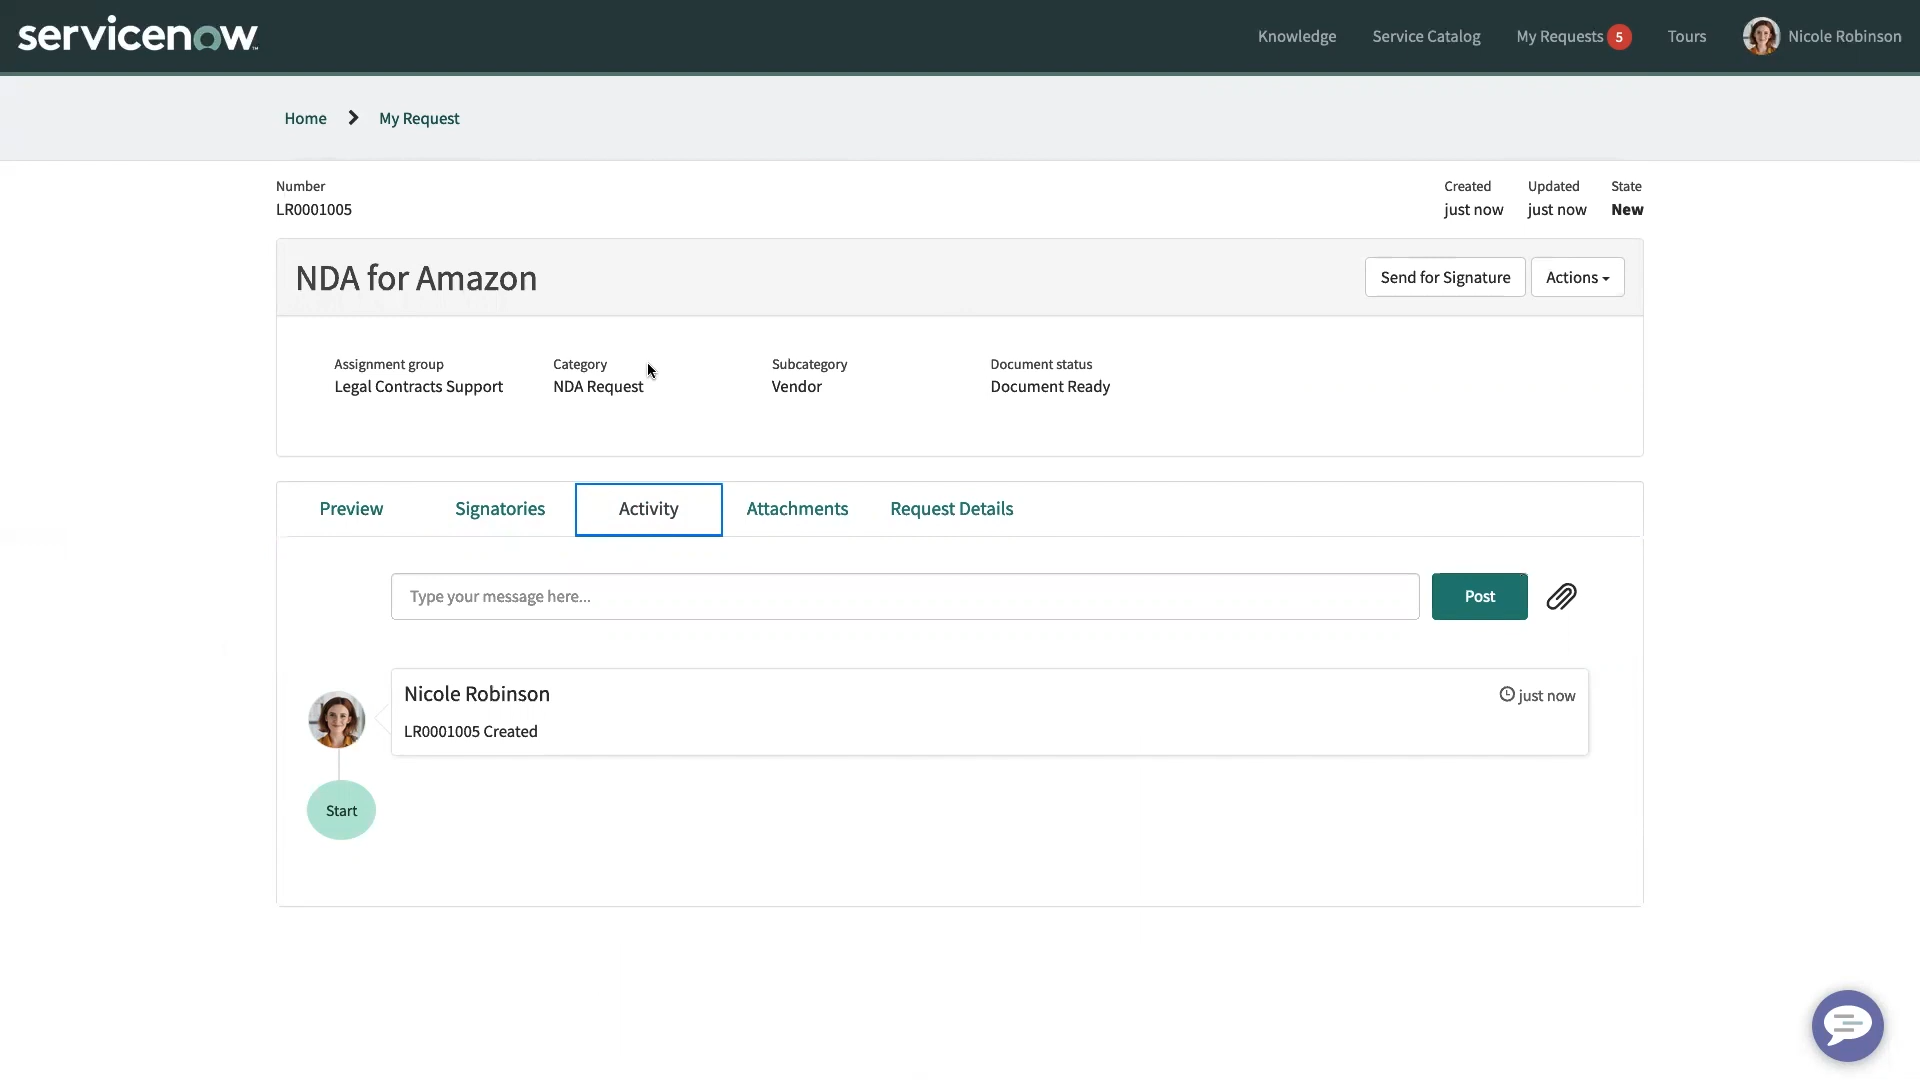 servicenow
Knowledge Service Catalog My Requests 5 Tours Nicole Robinson
Home My Request
Number Created Updated State
LR0001005 just now just now New
NDA for Amazon Send for Signature Actions
Assignment group Category Subcategory Document status
Legal Contracts Support NDA Request Vendor Document Ready
Preview Signatories Activity Attachments Request Details
Type your message here... Post
Nicole Robinson just now
LR0001005 Created
Start